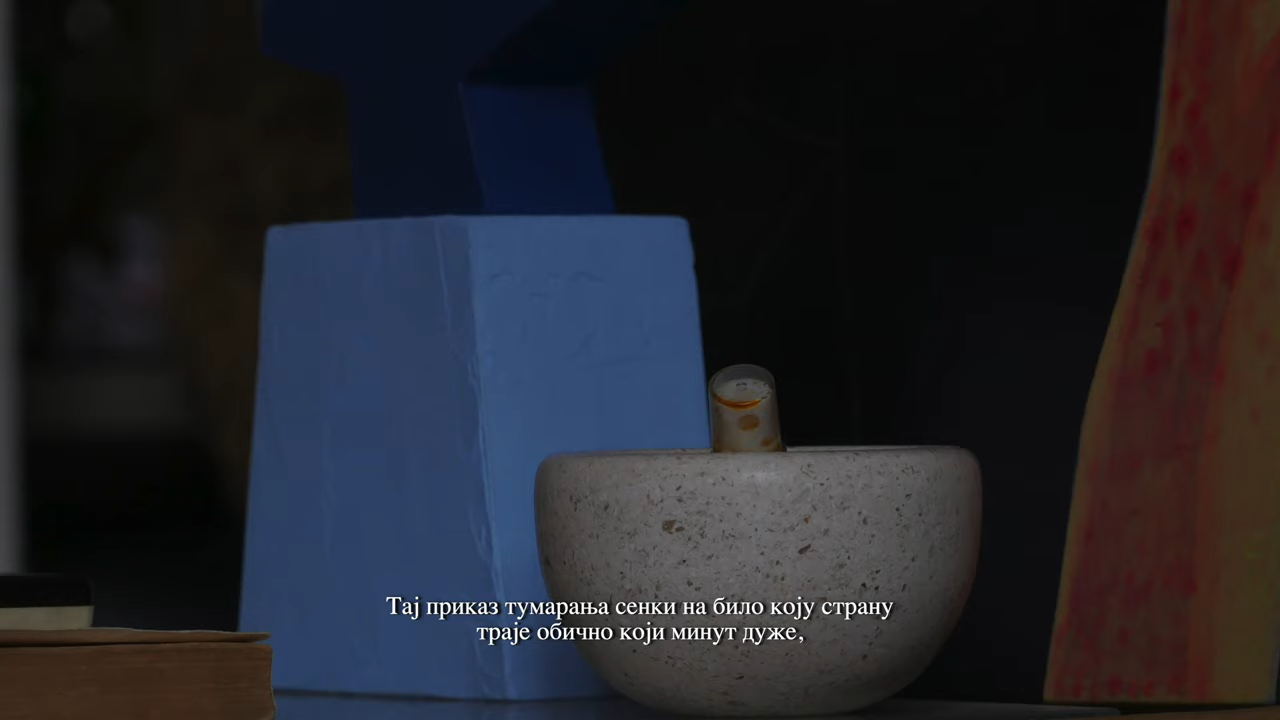 Тај приказ тумарања сенки на било коју страну
траје обично који минут дуже,